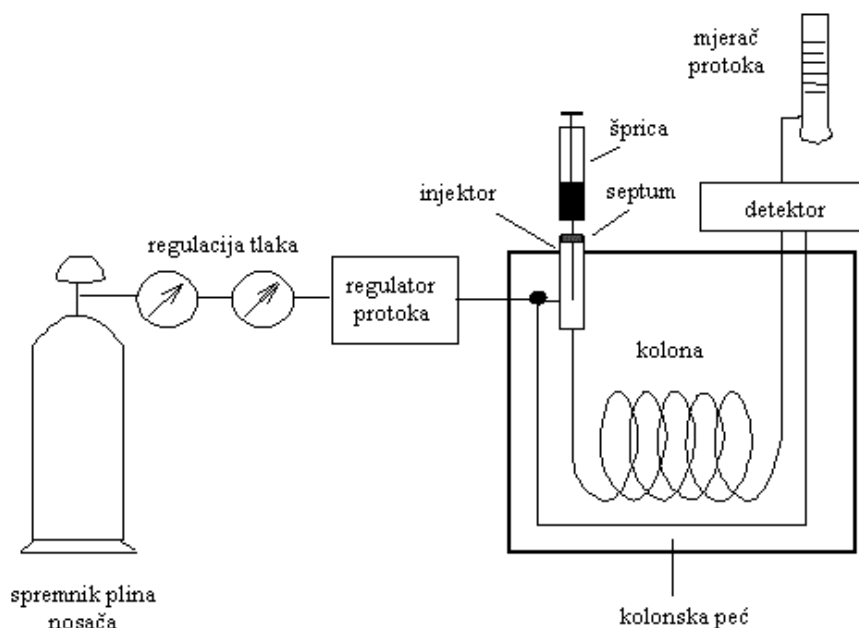 mjerač
protoka
šprica
septum
injektor
detektor
regulacija tlaka
regulator
protoka
kolona
spremnik plina
nosača
kolonska peć